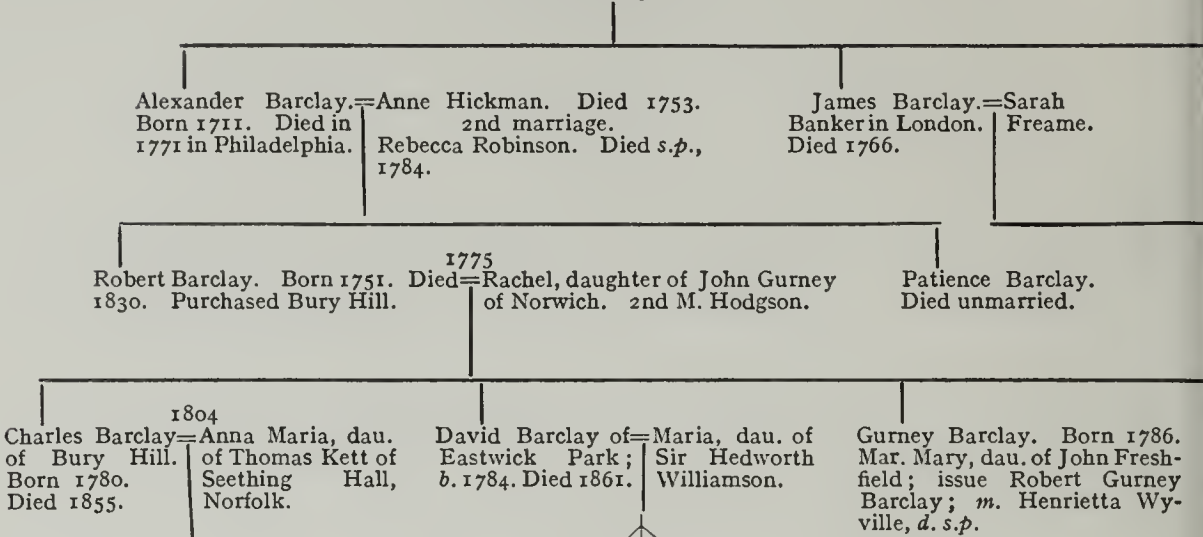 Alexander Barclay.=Anne Hickman. Died 1753.
Born 1711. Died in 2nd marriage.
1771 in Philadelphia. Rebecca Robinson. Died s.p.,
1784.
James Barclay.=Sarah
Banker in London. Freame.
Died 1766.
1775
Robert Barclay. Born 1751. Died=Rachel, daughter of John Gurney
1830. Purchased Bury Hill. of Norwich. 2nd M. Hodgson.
Patience Barclay.
Died unmarried.
1804
Charles Barclay=Anna Maria, dau.
of Bury Hill. of Thomas Kett of
Born 1780. Seething Hall,
Died 1855. Norfolk.
David Barclay of=Maria, dau. of
Eastwick Park; Sir Hedworth
b. 1784. Died 1861. Williamson.
Gurney Barclay. Born 1786.
Mar. Mary, dau. of John Fresh-
field; issue Robert Gurney
Barclay; m. Henrietta Wy-
ville, d. s.p.